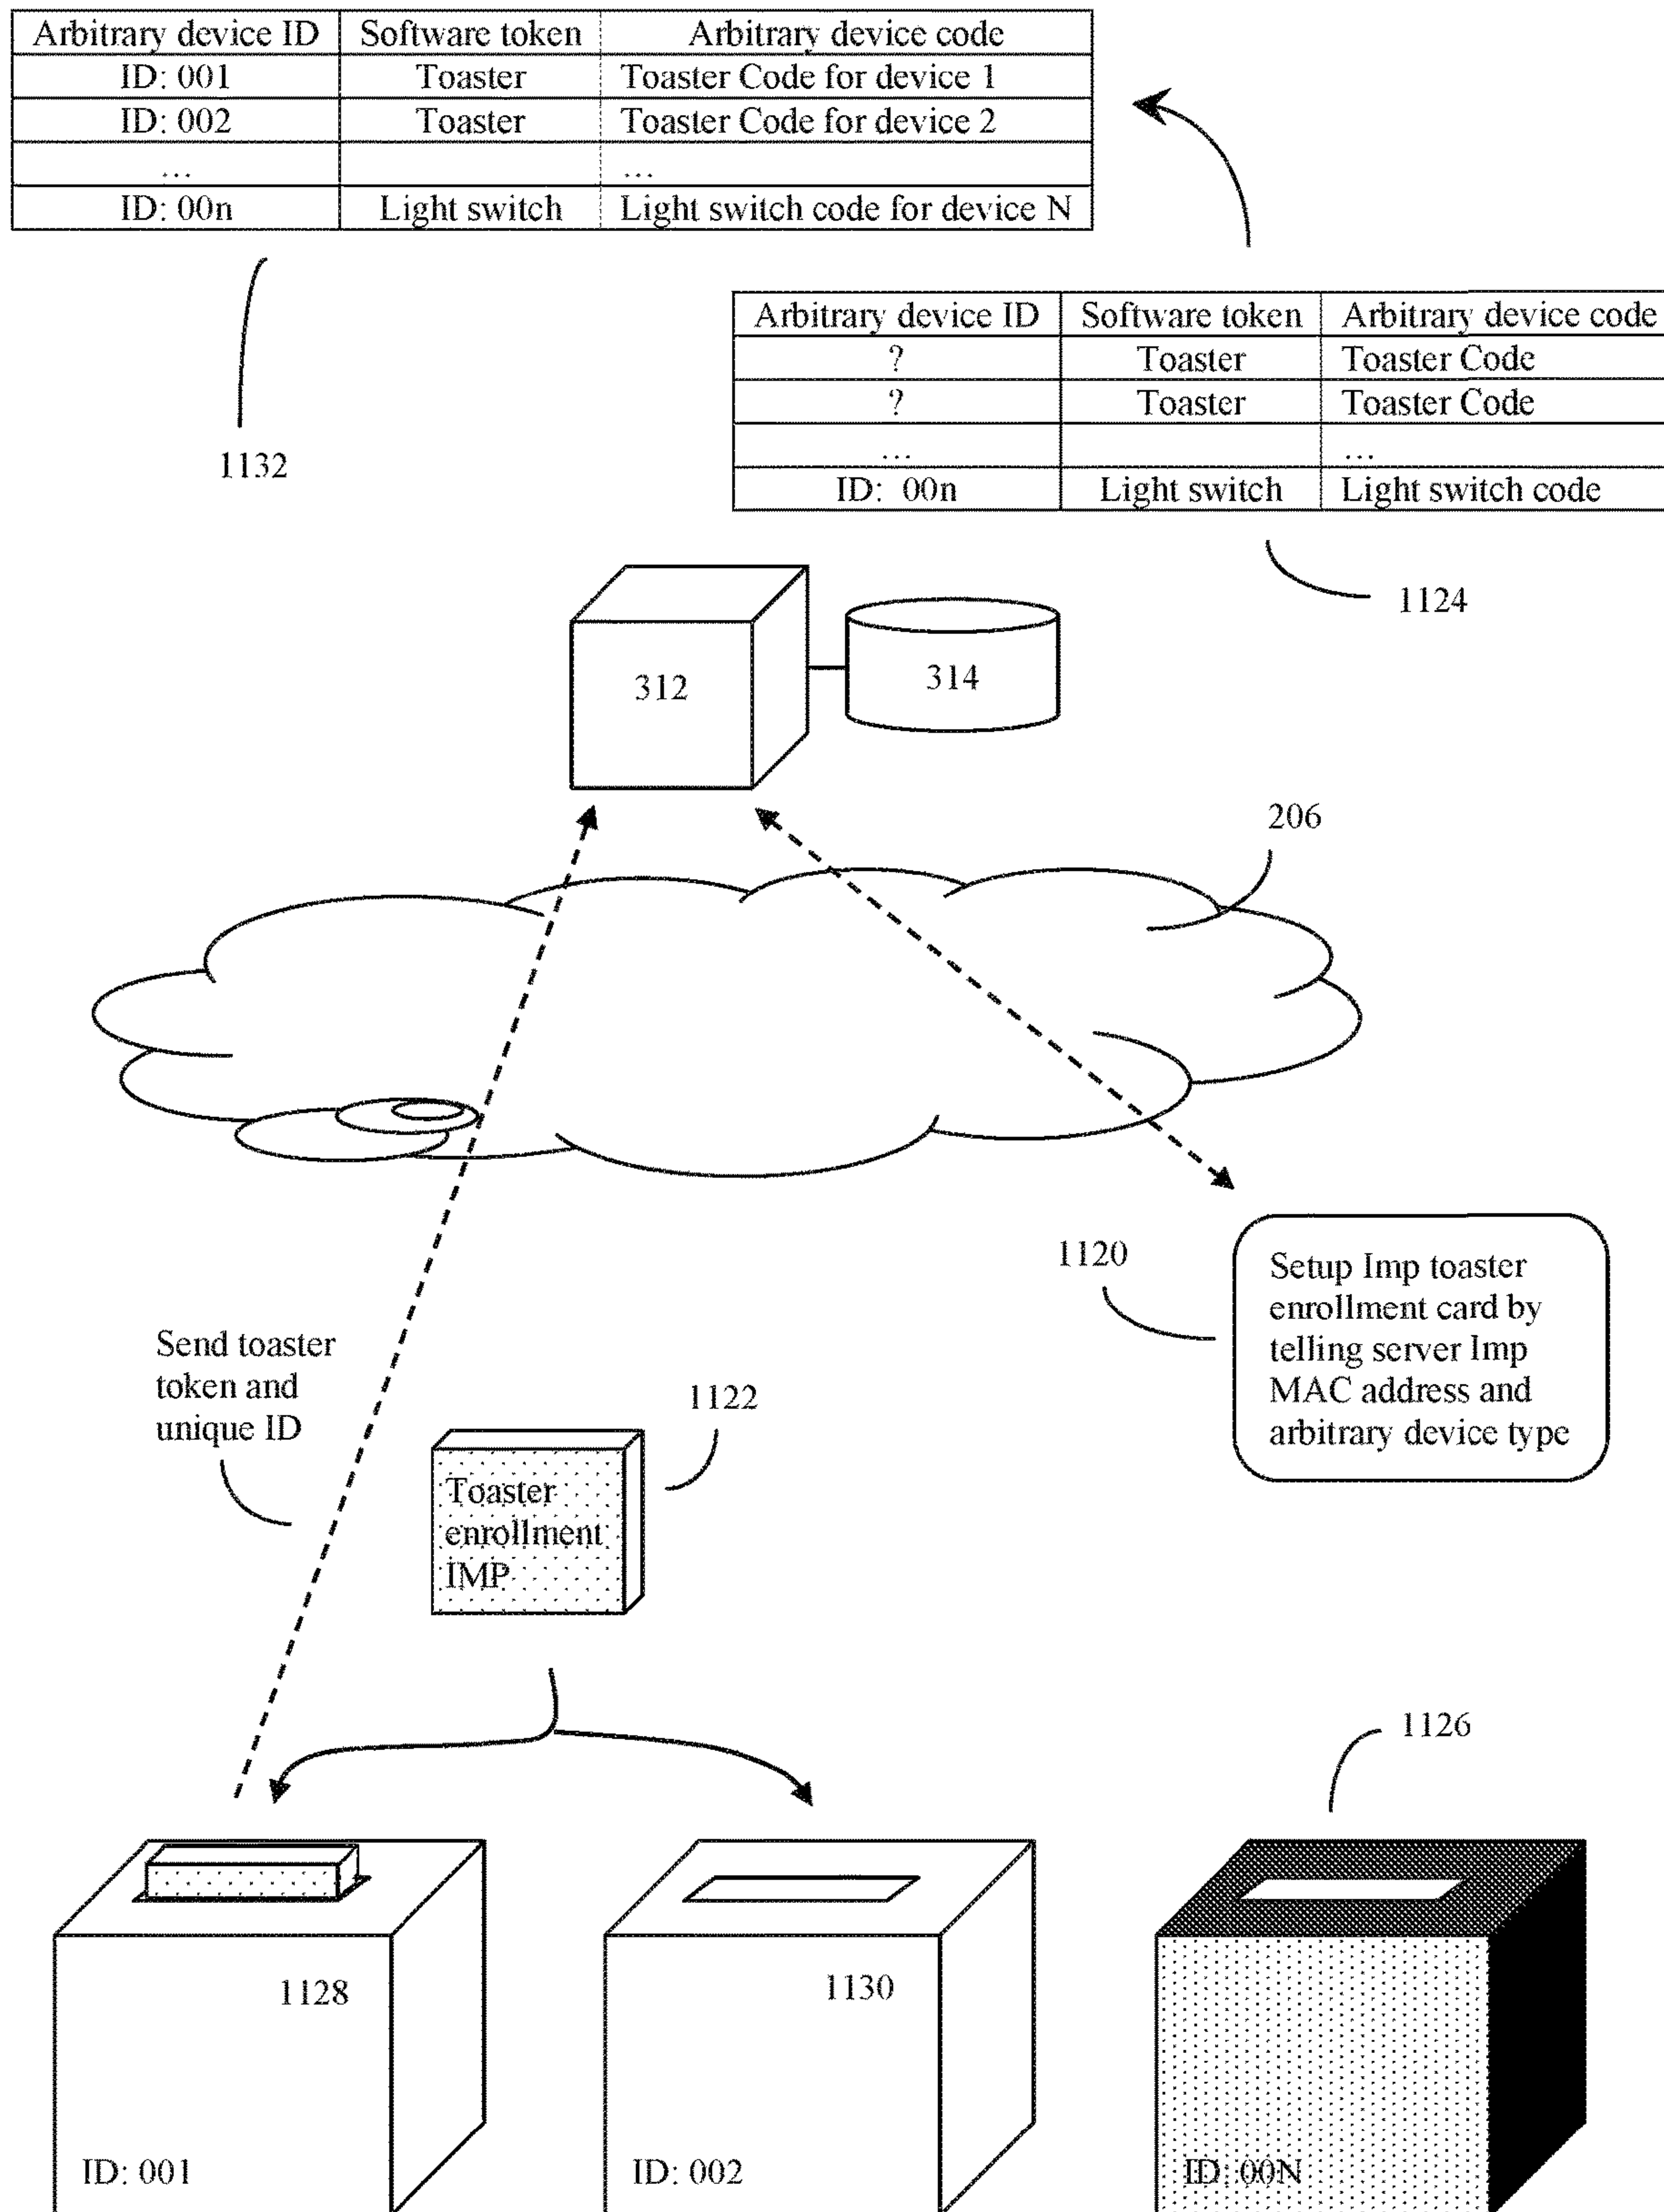 Arbitrary device ID Software token Arbitrary device code
ID: 001 Toaster Toaster Code for device 1
ID: 002 Toaster Toaster Code for device 2
... ...
ID: 00n Light switch Light switch code for device N
1132
Arbitrary device ID Software token Arbitrary device code
? Toaster Toaster Code
? Toaster Toaster Code
... ...
ID: 00n Light switch Light switch code
1124
312
314
206
1120
Setup Imp toaster
enrollment card by
telling server Imp
MAC address and
arbitrary device type
Send toaster
token and
unique ID
1122
Toaster
enrollment
IMP
1126
1128
1130
ID: 001
ID: 002
ID: 00N